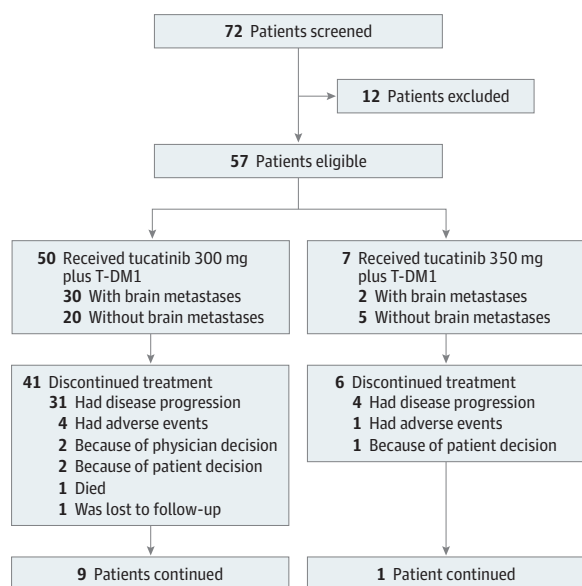 72 Patients screened
12 Patients excluded
57 Patients eligible
50 Received tucatinib 300 mg
plus T-DM1
30 With brain metastases
20 Without brain metastases
7 Received tucatinib 350 mg
plus T-DM1
2 With brain metastases
5 Without brain metastases
41 Discontinued treatment
31 Had disease progression
4 Had adverse events
2 Because of physician decision
2 Because of patient decision
1 Died
1 Was lost to follow-up
6 Discontinued treatment
4 Had disease progression
1 Had adverse events
1 Because of patient decision
9 Patients continued
1 Patient continued